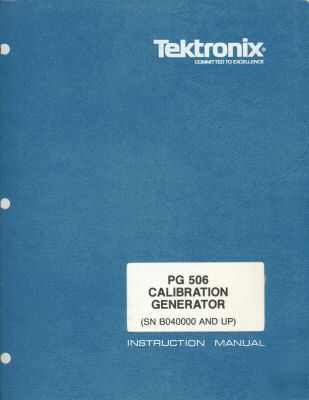 Tektronix®
COMMITTED TO EXCELLENCE
PG 506
CALIBRATION
GENERATOR
(SN B040000 AND UP)
INSTRUCTION MANUAL